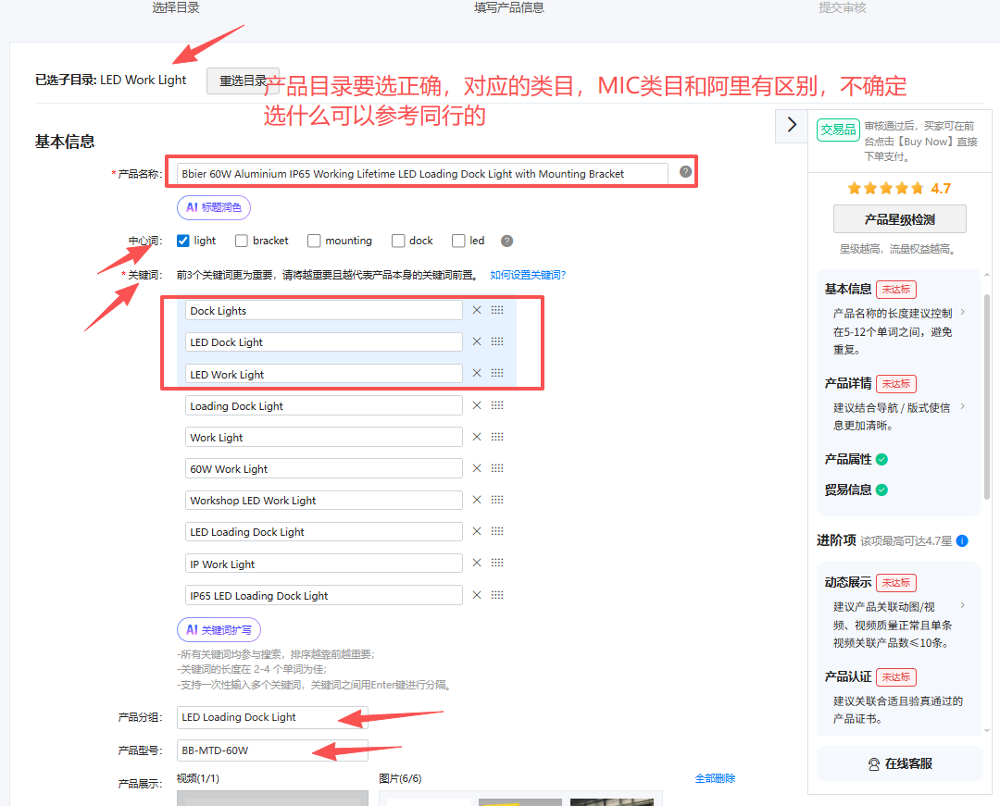 选择目录
填写产品信息
提交审核
已选子目录: LED Work Light
重选目录
产品目录要选正确，对应的类目，MIC类目和阿里有区别，不确定
选什么可以参考同行的
基本信息
*产品名称:
Bbier 60W Aluminium IP65 Working Lifetime LED Loading Dock Light with Mounting Bracket
?
AI 标题润色
中心词:
light
bracket
mounting
dock
led
?
*关键词:
前3个关键词更为重要，请将越重要且越代表产品本身的关键词前置。 如何设置关键词?
Dock Lights
LED Dock Light
LED Work Light
Loading Dock Light
Work Light
60W Work Light
Workshop LED Work Light
LED Loading Dock Light
IP Work Light
IP65 LED Loading Dock Light
AI 关键词扩写
-所有关键词均参与搜索，排序越靠前越重要；
-关键词的长度在 2-4 个单词为佳；
-支持一次性输入多个关键词，关键词之间用Enter键进行分隔。
产品分组:
LED Loading Dock Light
产品型号:
BB-MTD-60W
产品展示:
视频(1/1)
图片(6/6)
全部删除
交易品
审核通过后，买家可在前
台点击【Buy Now】直接
下单支付。
4.7
产品星级检测
星级越高，流量权益越高。
基本信息 未达标
产品名称的长度建议控制
在5-12个单词之间，避免
重复。
产品详情 未达标
建议结合导航 / 版式使信
息更加清晰。
产品属性
贸易信息
进阶项 该项最高可达4.7星
动态展示 未达标
建议产品关联动图/视
频、视频质量正常且单条
视频关联产品数≤10条。
产品认证 未达标
建议关联合适且验真通过的
产品证书。
在线客服